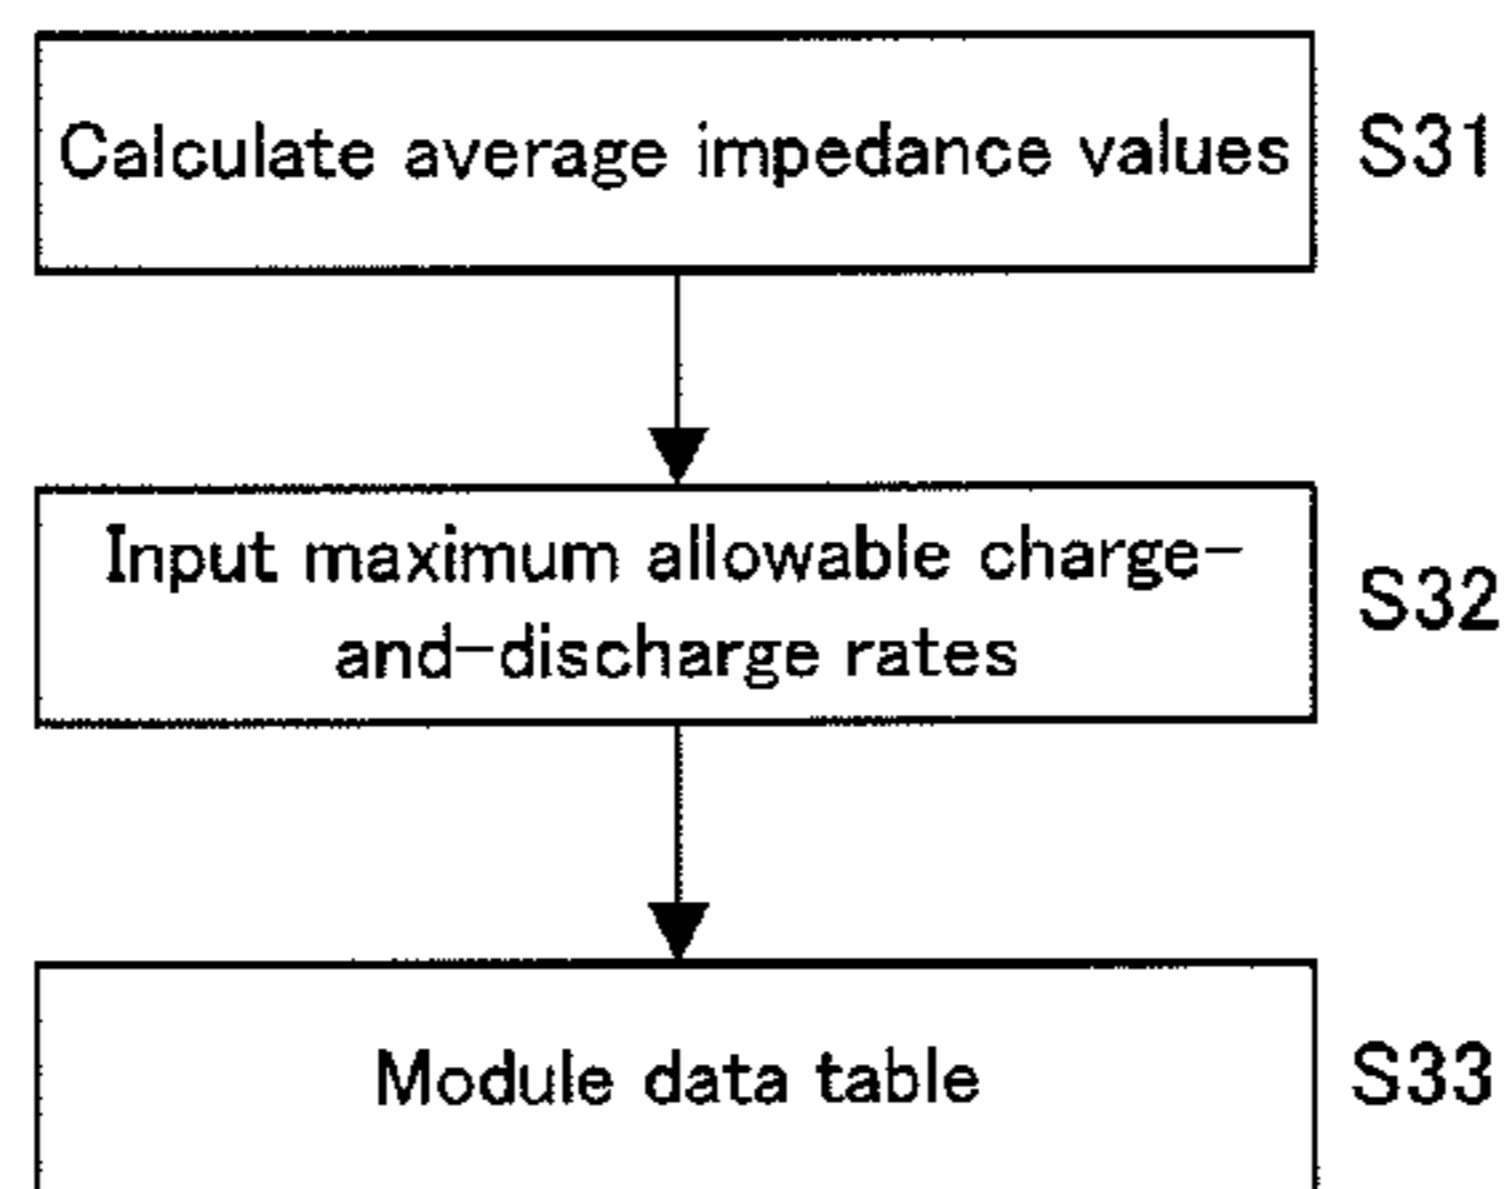 Calculate average impedance values
S31
Input maximum allowable charge-
and-discharge rates
S32
Module data table
S33